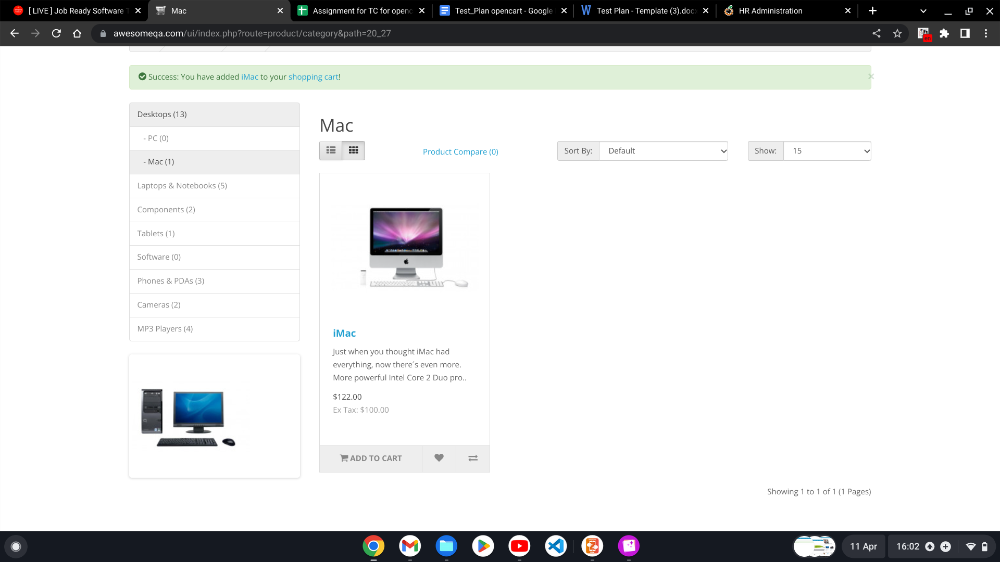 [ LIVE ] Job Ready Software T
Mac
Assignment for TC for openc
Test_Plan opencart - Google
Test Plan - Template (3).docx
HR Administration
awesomeqa.com/ui/index.php?route=product/category&path=20_27
en
Success: You have added iMac to your shopping cart!
×
Desktops (13)
- PC (0)
- Mac (1)
Laptops & Notebooks (5)
Components (2)
Tablets (1)
Software (0)
Phones & PDAs (3)
Cameras (2)
MP3 Players (4)
Mac
Product Compare (0)
Sort By:
Default
Show:
15
iMac
Just when you thought iMac had
everything, now there´s even more.
More powerful Intel Core 2 Duo pro..
$122.00
Ex Tax: $100.00
ADD TO CART
Showing 1 to 1 of 1 (1 Pages)
11 Apr
16:02